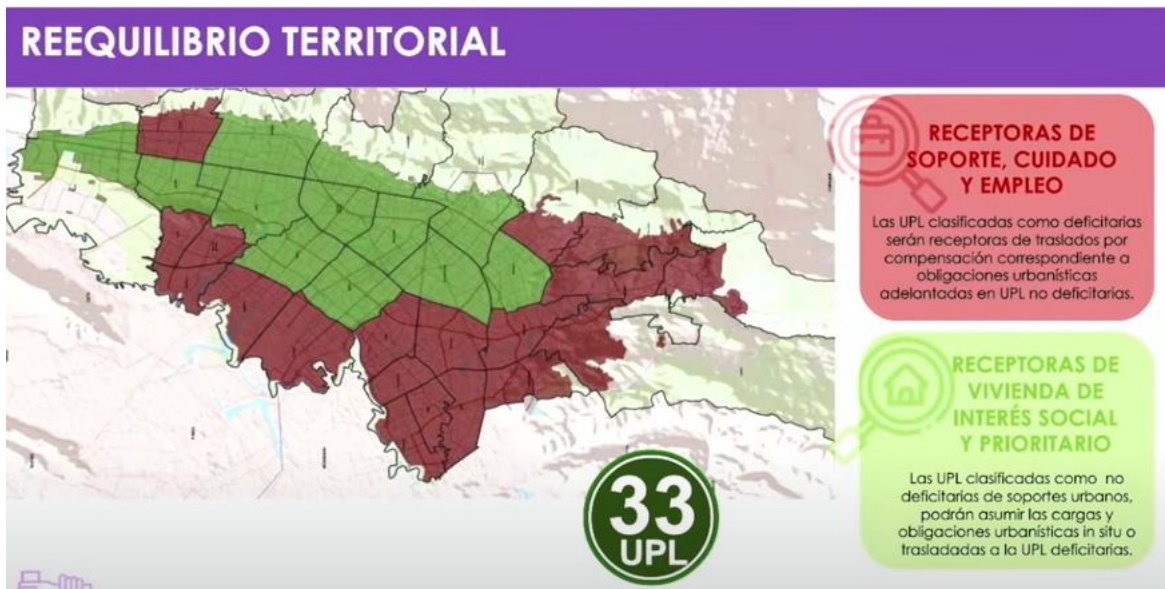 REEQUILIBRIO TERRITORIAL
RECEPTORAS DE
SOPORTE, CUIDADO
Y EMPLEO
Las UPL clasificadas como deficitarias
serán receptoras de traslados por
compensación correspondiente a
obligaciones urbanísticas
adelantadas en UPL no deficitarias.
RECEPTORAS DE
VIVIENDA DE
INTERÉS SOCIAL
Y PRIORITARIO
Las UPL clasificadas como no
deficitarias de soportes urbanos,
podrán asumir las cargas y
obligaciones urbanísticas in situ o
trasladadas a la UPL deficitarias.
33
UPL